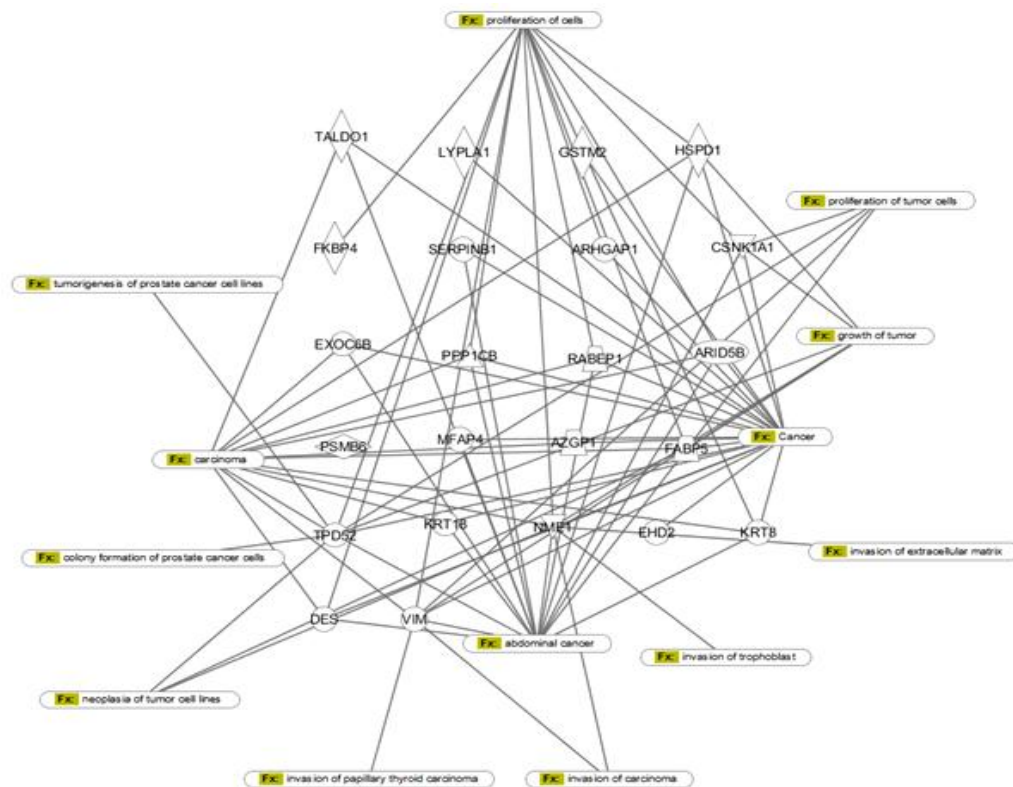 Fx: proliferation of cells
TALDO1
LYPLA1
GSTM2
HSPD1
Fx: proliferation of tumor cells
FKBP4
SERPINB1
ARHGAP1
CSNK1A1
Fx: tumorigenesis of prostate cancer cell lines
Fx: growth of tumor
EXOC6B
PPP1CB
RABEP1
ARID5B
Fx: carcinoma
PSMB6
MFAP4
AZGP1
FABP5
Fx: Cancer
TPD52
KRT18
NME1
EHD2
KRT8
Fx: colony formation of prostate cancer cells
Fx: invasion of extracellular matrix
DES
VIM
Fx: abdominal cancer
Fx: invasion of trophoblast
Fx: neoplasia of tumor cell lines
Fx: invasion of papillary thyroid carcinoma
Fx: invasion of carcinoma